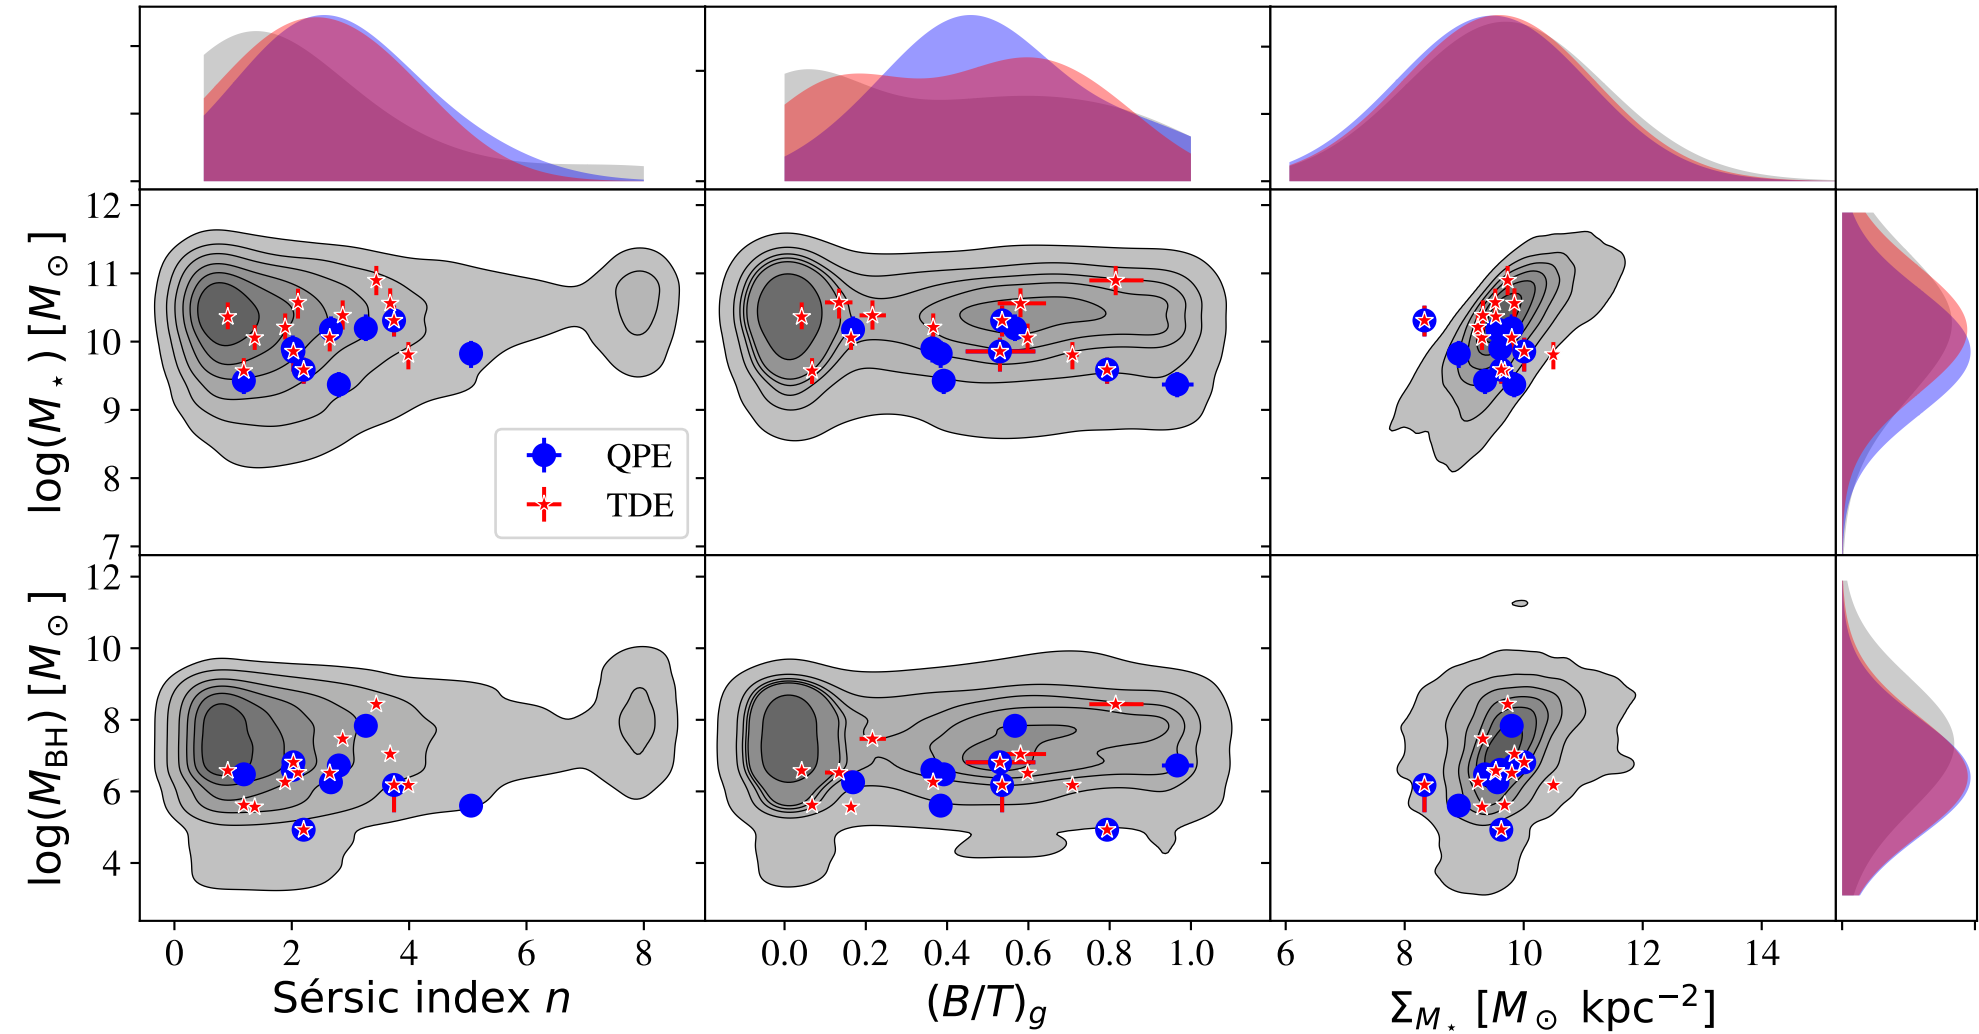 12
11
10
9
8
7
log(M⋆) [M⊙]
QPE
TDE
12
10
8
6
4
log(M_BH) [M⊙]
0 2 4 6 8 0.0 0.2 0.4 0.6 0.8 1.0 6 8 10 12 14
Sérsic index n (B/T)_g Σ_M⋆ [M⊙ kpc⁻²]